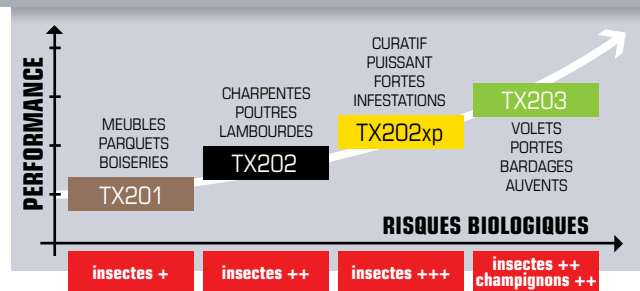 PERFORMANCE
MEUBLES
PARQUETS
BOISERIES
TX201
CHARPENTES
POUTRES
LAMBOURDES
TX202
CURATIF
PUISSANT
FORTES
INFESTATIONS
TX202xp
TX203
VOLETS
PORTES
BARDAGES
AUVENTS
RISQUES BIOLOGIQUES
insectes +
insectes ++
insectes +++
insectes ++
champignons ++